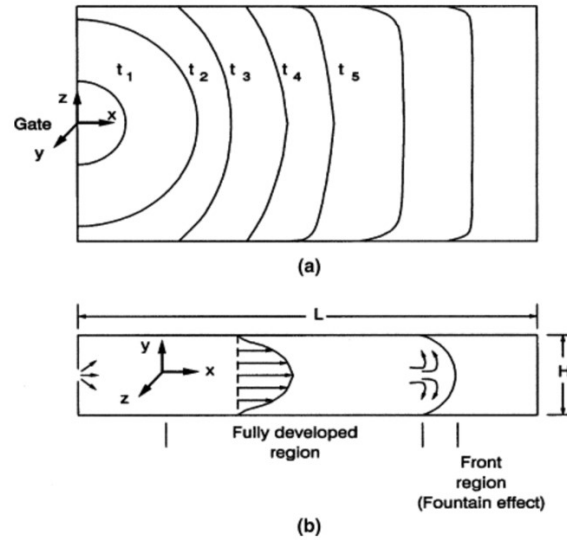 t1 t2 t3 t4 t5
z
Gate x
y
(a)
L
y
x
z
H
Fully developed
region
Front
region
(Fountain effect)
(b)